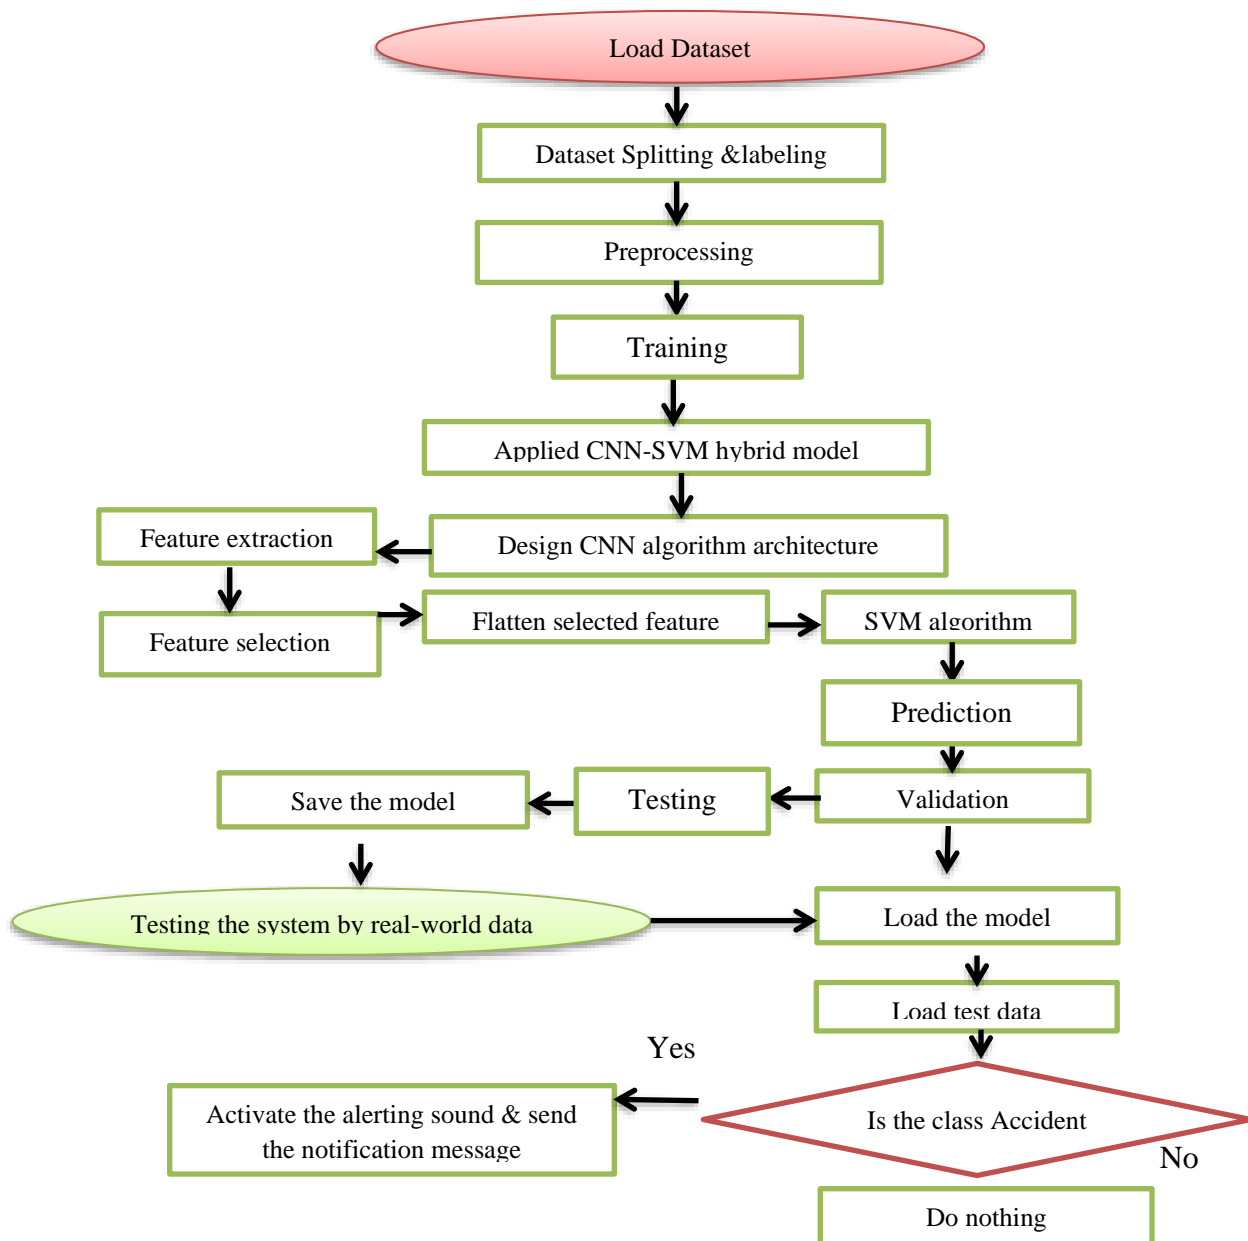 Load Dataset
Dataset Splitting &labeling
Preprocessing
Training
Applied CNN-SVM hybrid model
Design CNN algorithm architecture
Feature extraction
Feature selection
Flatten selected feature
SVM algorithm
Prediction
Validation
Testing
Save the model
Testing the system by real-world data
Load the model
Load test data
Is the class Accident
Yes
Activate the alerting sound & send
the notification message
No
Do nothing